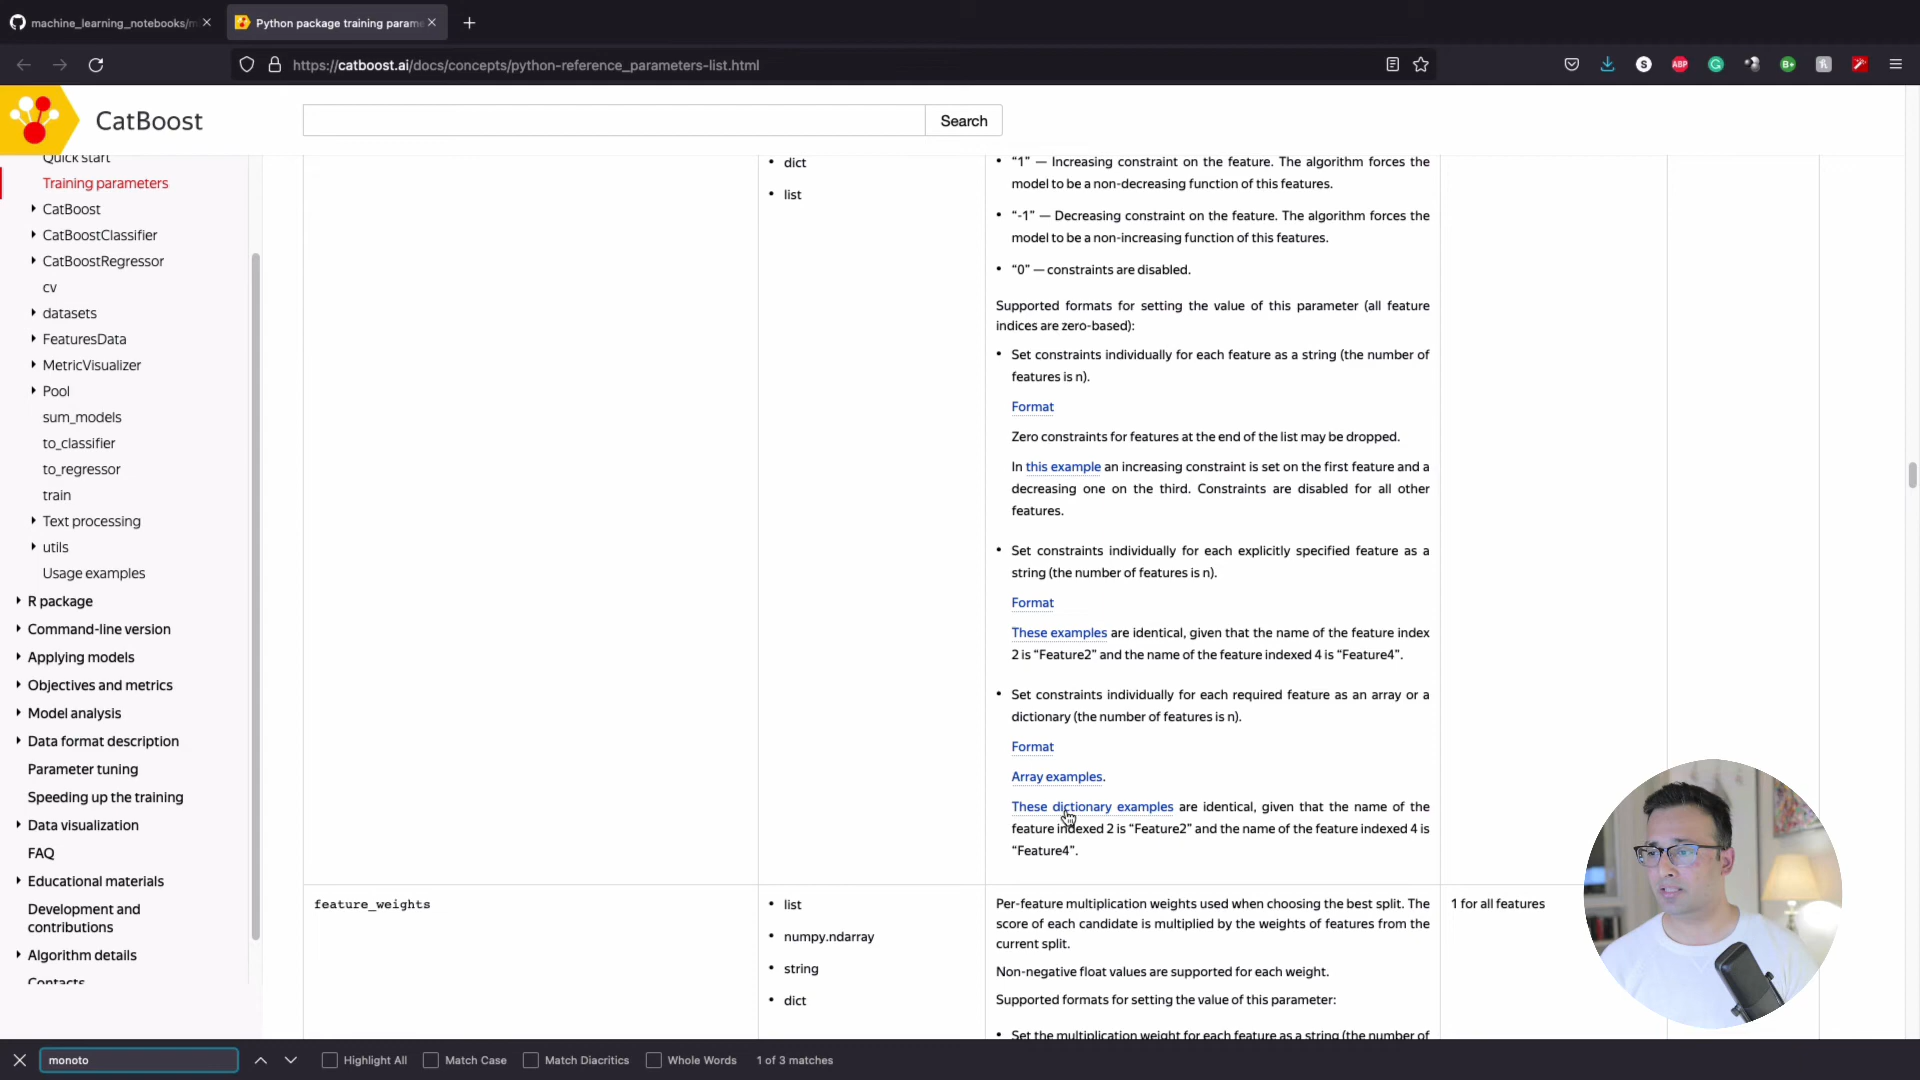 machine_learning_notebooks/m
Python package training parame
https://catboost.ai/docs/concepts/python-reference_parameters-list.html
S
ABP
B+
CatBoost
Search
Quick start
Training parameters
CatBoost
CatBoostClassifier
CatBoostRegressor
cv
datasets
FeaturesData
MetricVisualizer
Pool
sum_models
to_classifier
to_regressor
train
Text processing
utils
Usage examples
R package
Command-line version
Applying models
Objectives and metrics
Model analysis
Data format description
Parameter tuning
Speeding up the training
Data visualization
FAQ
Educational materials
Development and
contributions
Algorithm details
Contacts
• dict
• list
• “1” — Increasing constraint on the feature. The algorithm forces the
model to be a non-decreasing function of this features.
• “-1” — Decreasing constraint on the feature. The algorithm forces the
model to be a non-increasing function of this features.
• “0” — constraints are disabled.
Supported formats for setting the value of this parameter (all feature
indices are zero-based):
• Set constraints individually for each feature as a string (the number of
features is n).
Format
Zero constraints for features at the end of the list may be dropped.
In this example an increasing constraint is set on the first feature and a
decreasing one on the third. Constraints are disabled for all other
features.
• Set constraints individually for each explicitly specified feature as a
string (the number of features is n).
Format
These examples are identical, given that the name of the feature index
2 is “Feature2” and the name of the feature indexed 4 is “Feature4”.
• Set constraints individually for each required feature as an array or a
dictionary (the number of features is n).
Format
Array examples.
These dictionary examples are identical, given that the name of the
feature indexed 2 is “Feature2” and the name of the feature indexed 4 is
“Feature4”.
feature_weights
• list
• numpy.ndarray
• string
• dict
Per-feature multiplication weights used when choosing the best split. The
score of each candidate is multiplied by the weights of features from the
current split.
Non-negative float values are supported for each weight.
Supported formats for setting the value of this parameter:
• Set the multiplication weight for each feature as a string (the number of
1 for all features
monoto
Highlight All
Match Case
Match Diacritics
Whole Words
1 of 3 matches